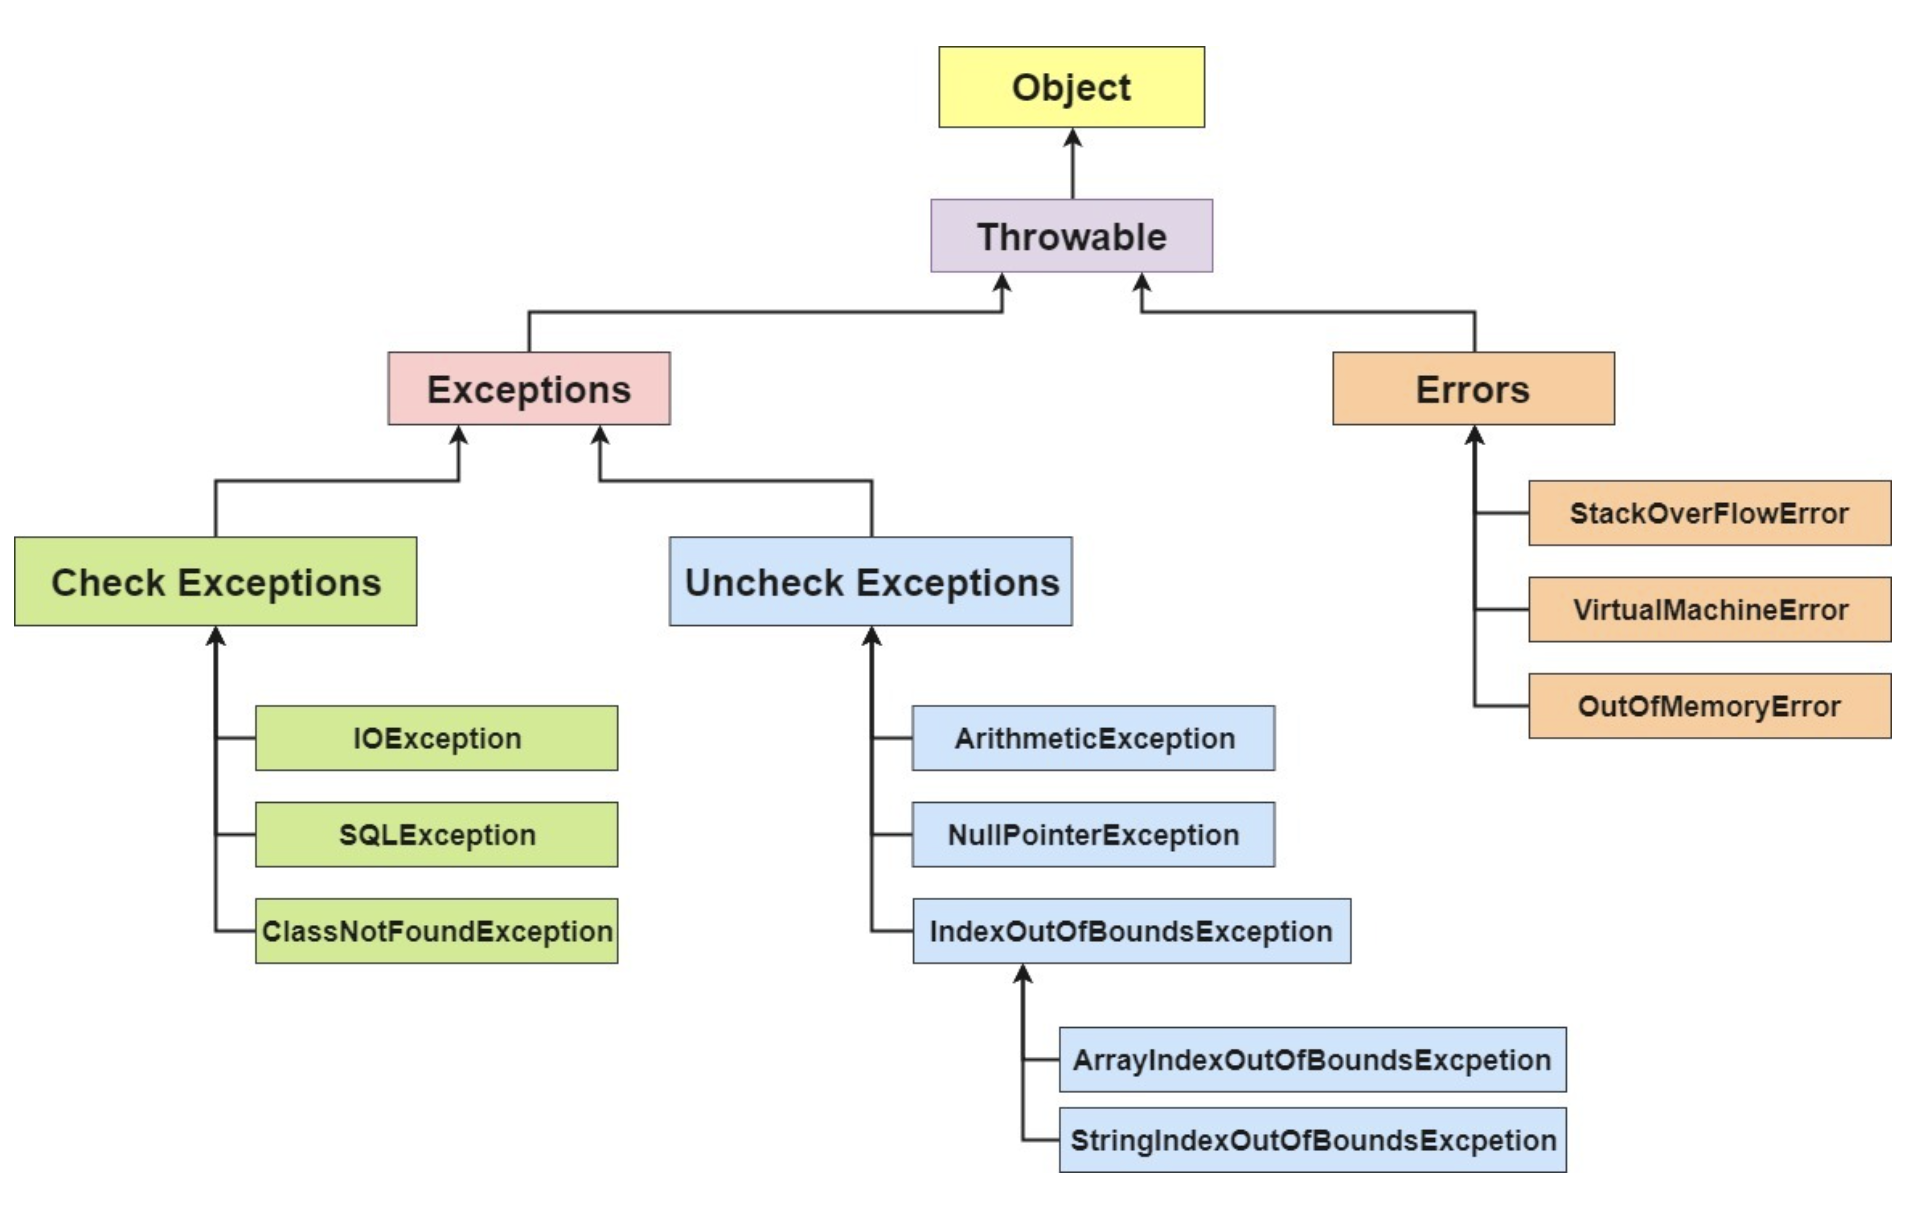 Object
Throwable
Exceptions
Errors
Check Exceptions
Uncheck Exceptions
StackOverFlowError
VirtualMachineError
OutOfMemoryError
IOException
SQLException
ClassNotFoundException
ArithmeticException
NullPointerException
IndexOutOfBoundsException
ArrayIndexOutOfBoundsExcpetion
StringIndexOutOfBoundsExcpetion